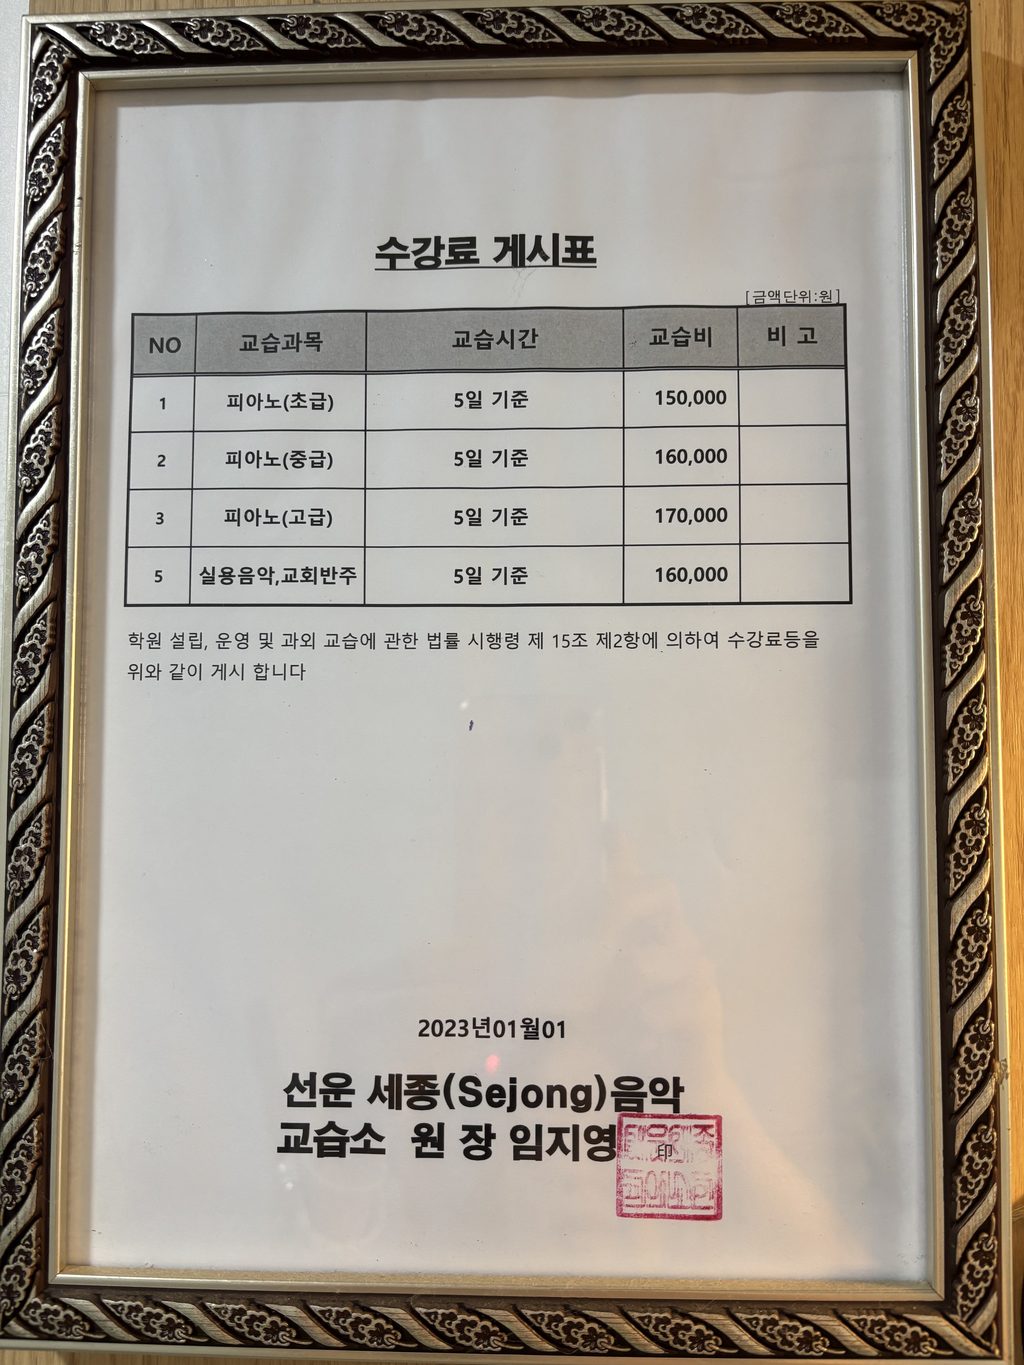 수강료 게시표
[금액단위:원]
NO 교습과목 교습시간 교습비 비 고
1 피아노(초급) 5일 기준 150,000
2 피아노(중급) 5일 기준 160,000
3 피아노(고급) 5일 기준 170,000
5 실용음악,교회반주 5일 기준 160,000
학원 설립, 운영 및 과외 교습에 관한 법률 시행령 제 15조 제2항에 의하여 수강료등을
위와 같이 게시 합니다
2023년01월01
선운 세종(Sejong)음악
교습소 원 장 임지영
印